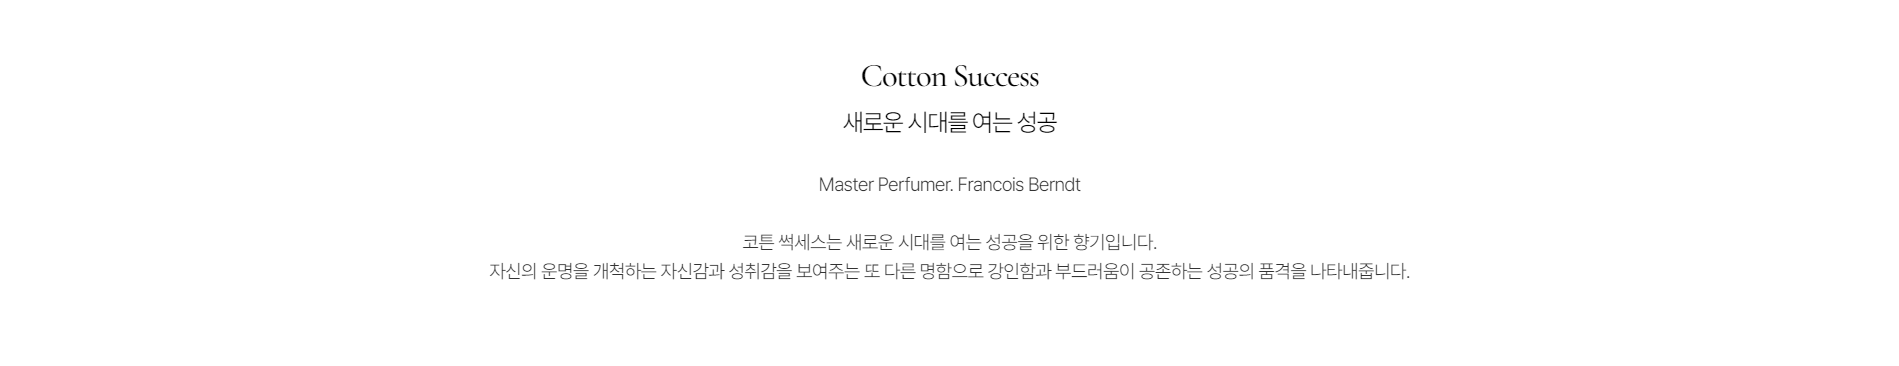 Cotton Success
새로운 시대를 여는 성공
Master Perfumer. Francois Berndt
코튼 썩세스는 새로운 시대를 여는 성공을 위한 향기입니다.
자신의 운명을 개척하는 자신감과 성취감을 보여주는 또 다른 명함으로 강인함과 부드러움이 공존하는 성공의 품격을 나타내줍니다.